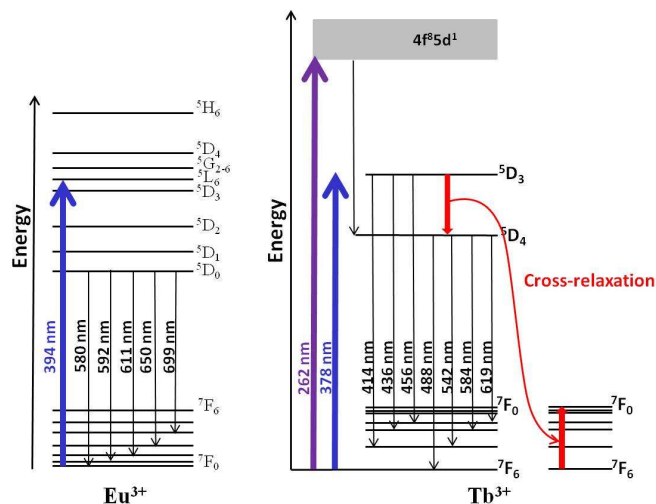 Energy
⁵H₆
⁵D₄
⁵G₂₋₆
⁵L₆
⁵D₃
⁵D₂
⁵D₁
⁵D₀
394 nm
580 nm
592 nm
611 nm
650 nm
699 nm
⁷F₆
⁷F₀
Eu³⁺
Energy
4f⁸5d¹
⁵D₃
⁵D₄
Cross-relaxation
262 nm
378 nm
414 nm
436 nm
456 nm
488 nm
542 nm
584 nm
619 nm
⁷F₀
⁷F₀
⁷F₆
⁷F₆
Tb³⁺